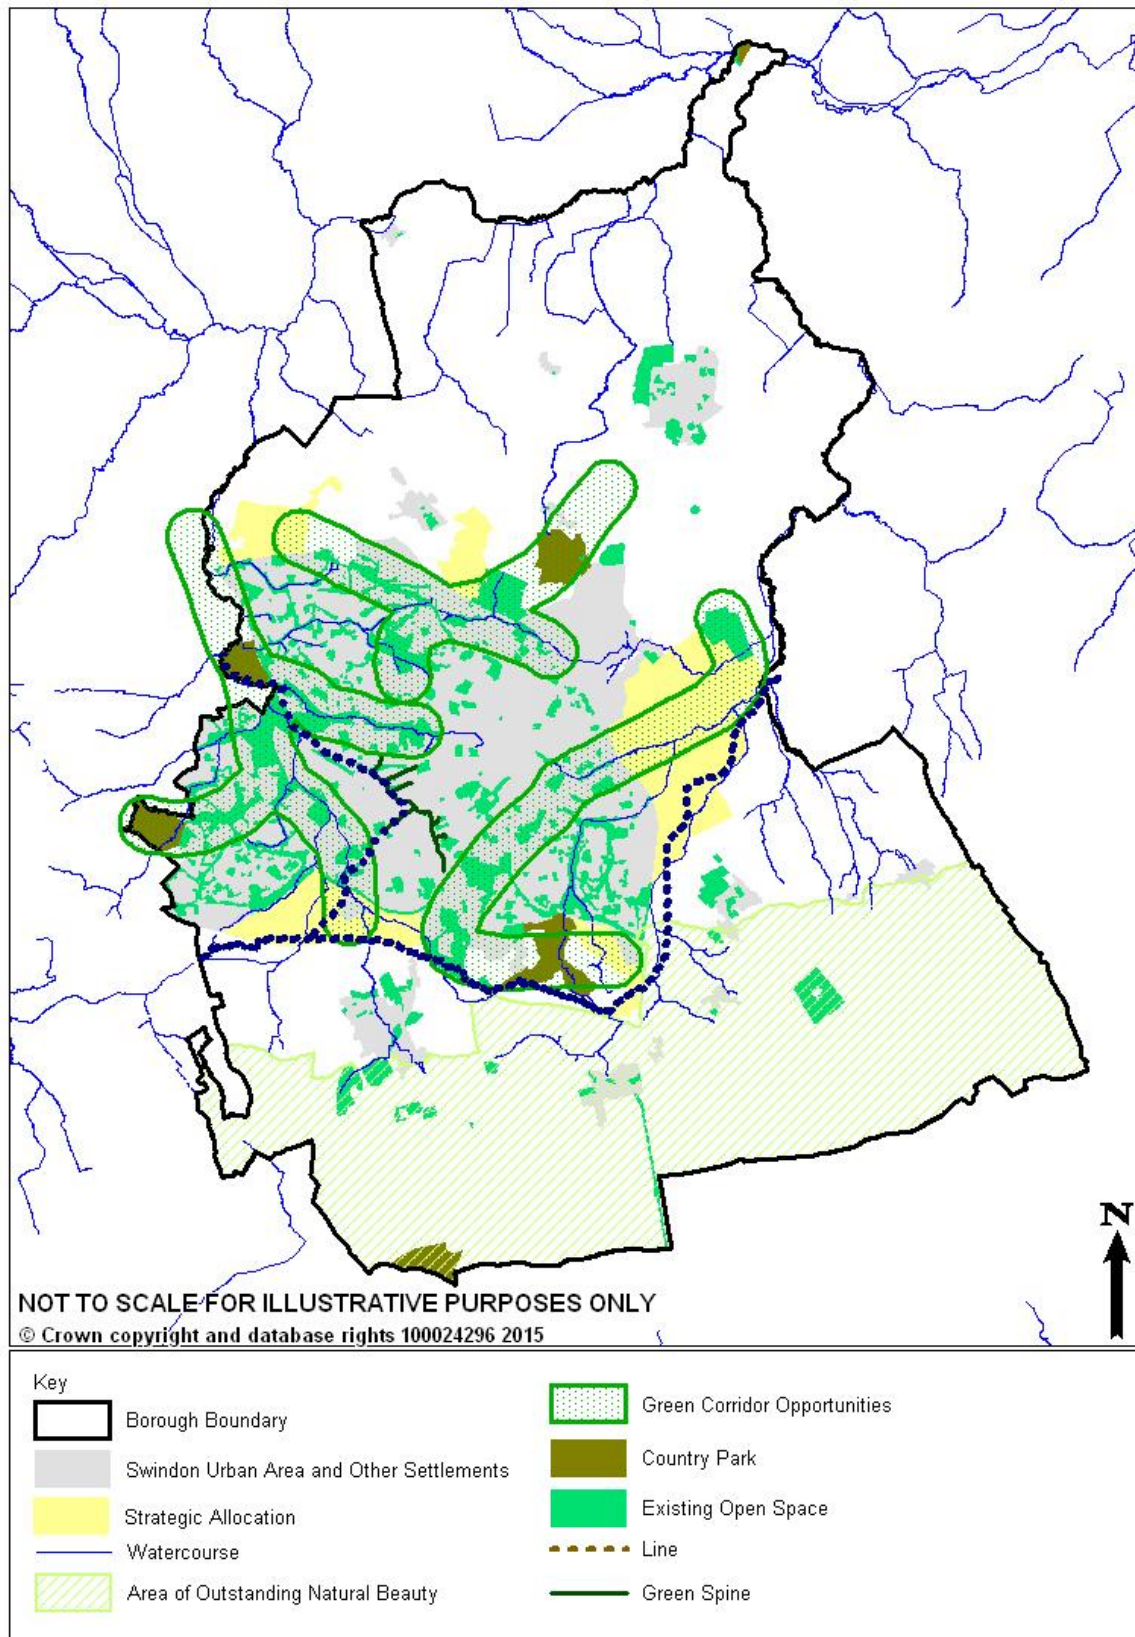 N
NOT TO SCALE FOR ILLUSTRATIVE PURPOSES ONLY
© Crown copyright and database rights 100024296 2015
Key
Borough Boundary
Swindon Urban Area and Other Settlements
Strategic Allocation
Watercourse
Area of Outstanding Natural Beauty
Green Corridor Opportunities
Country Park
Existing Open Space
Line
Green Spine